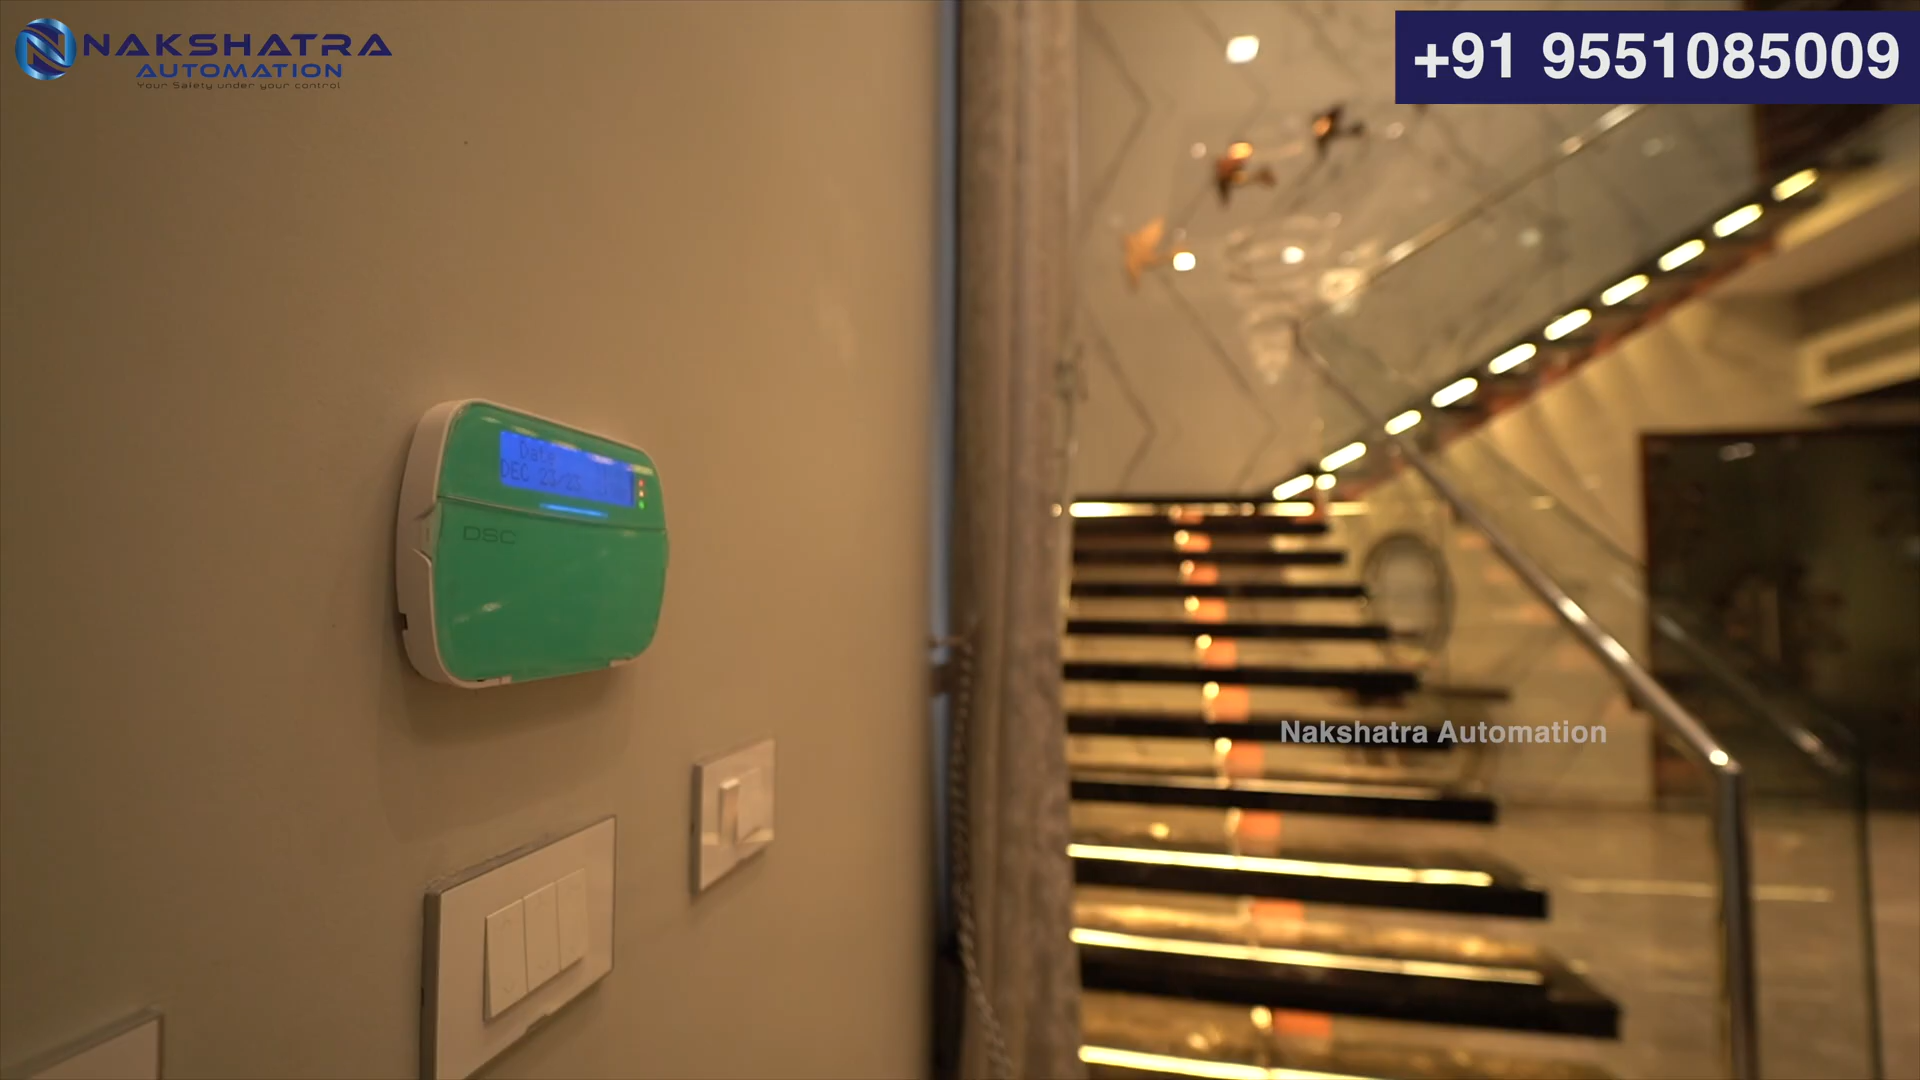 NAKSHATRA
AUTOMATION
Your Safety under your control
+91 9551085009
Date
DEC 23/23
DSC
Nakshatra Automation